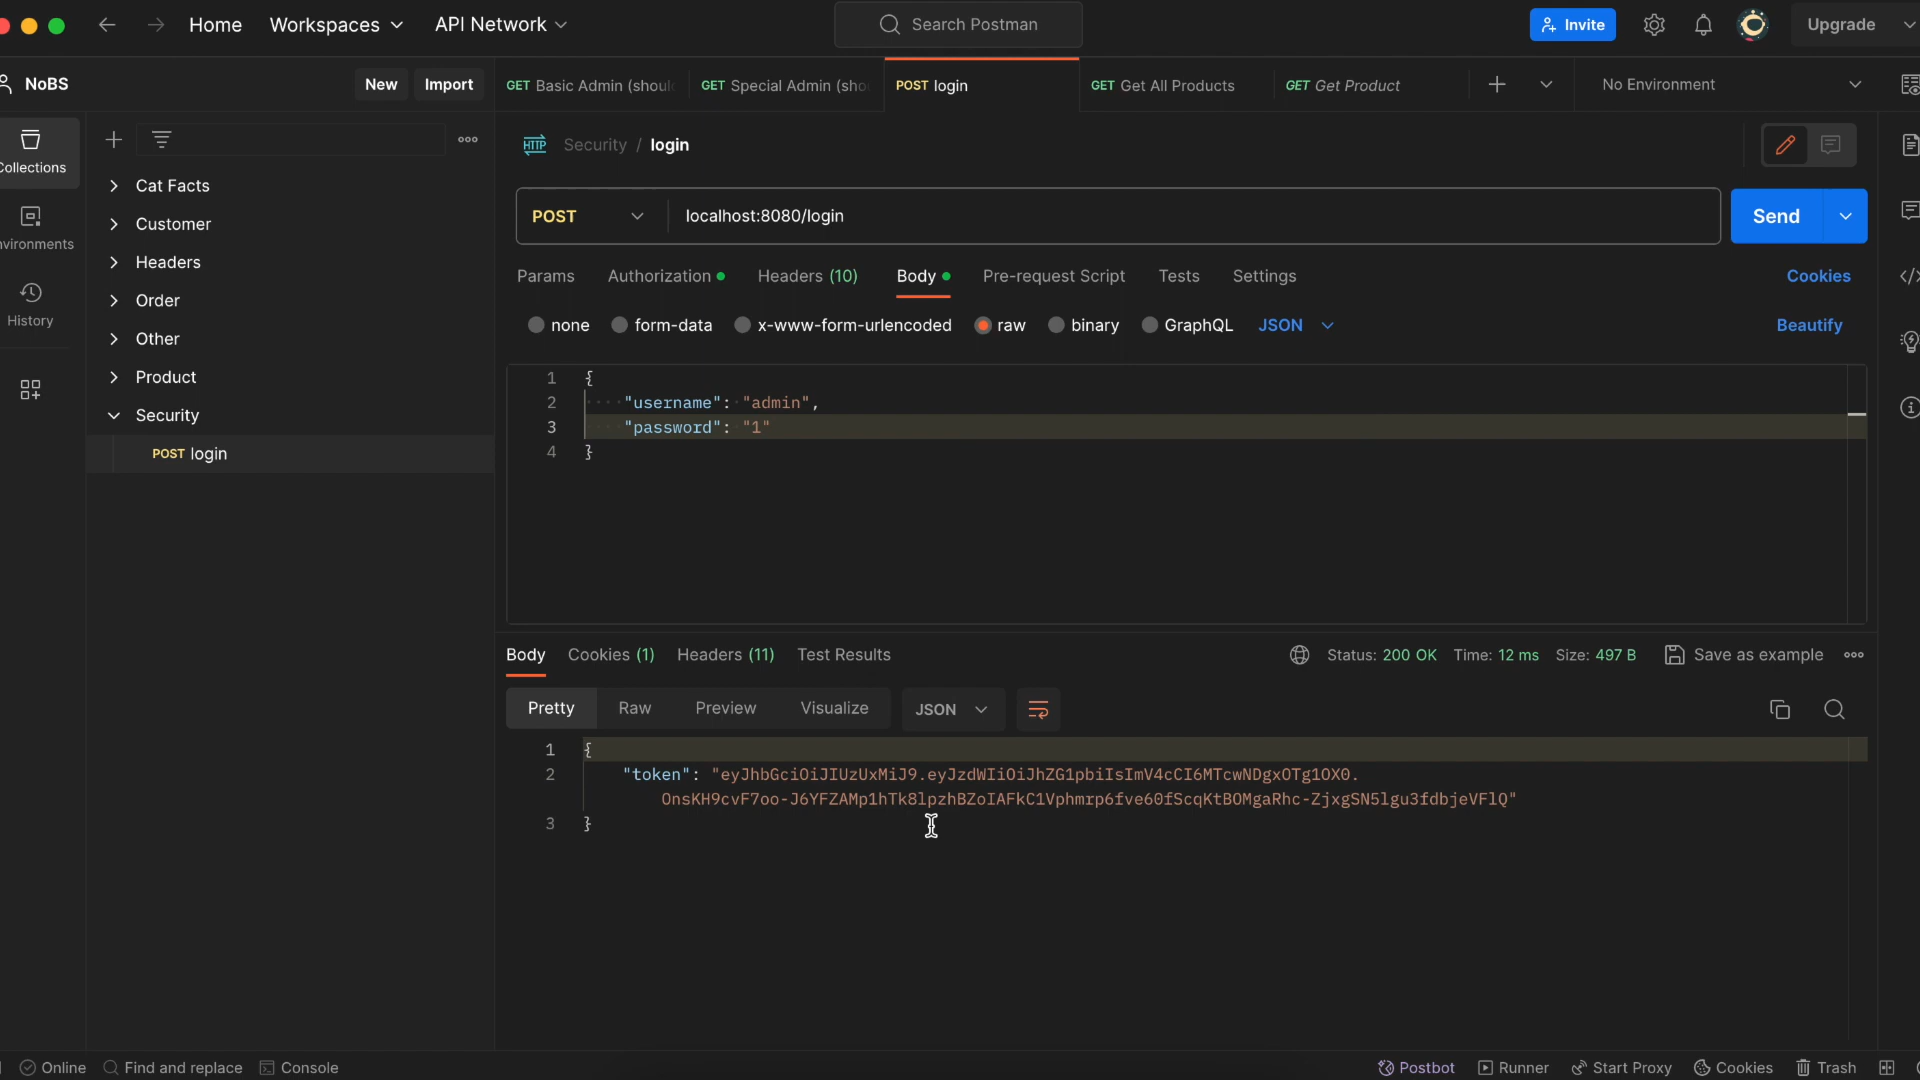 Home Workspaces API Network Search Postman Invite Upgrade
NoBS New Import GET Basic Admin (shoul GET Special Admin (sho POST login GET Get All Products GET Get Product No Environment
HTTP Security / login
Collections
Cat Facts
Customer
Headers
Order
Other
Product
Security
POST login
nvironments
History
POST localhost:8080/login Send
Params Authorization Headers (10) Body Pre-request Script Tests Settings Cookies
none form-data x-www-form-urlencoded raw binary GraphQL JSON Beautify
1 {
2 "username": "admin",
3 "password": "1"
4 }
Body Cookies (1) Headers (11) Test Results Status: 200 OK Time: 12 ms Size: 497 B Save as example
Pretty Raw Preview Visualize JSON
1 {
2 "token": "eyJhbGciOiJIUzUxMiJ9.eyJzdWIiOiJhZG1pbiIsImV4cCI6MTcwNDgxOTg1OX0.
OnsKH9cvF7oo-J6YFZAMp1hTk8lpzhBZoIAFkC1Vphmrp6fve60fScqKtBOMgaRhc-ZjxgSN5lgu3fdbjeVFlQ"
3 }
Online Find and replace Console Postbot Runner Start Proxy Cookies Trash